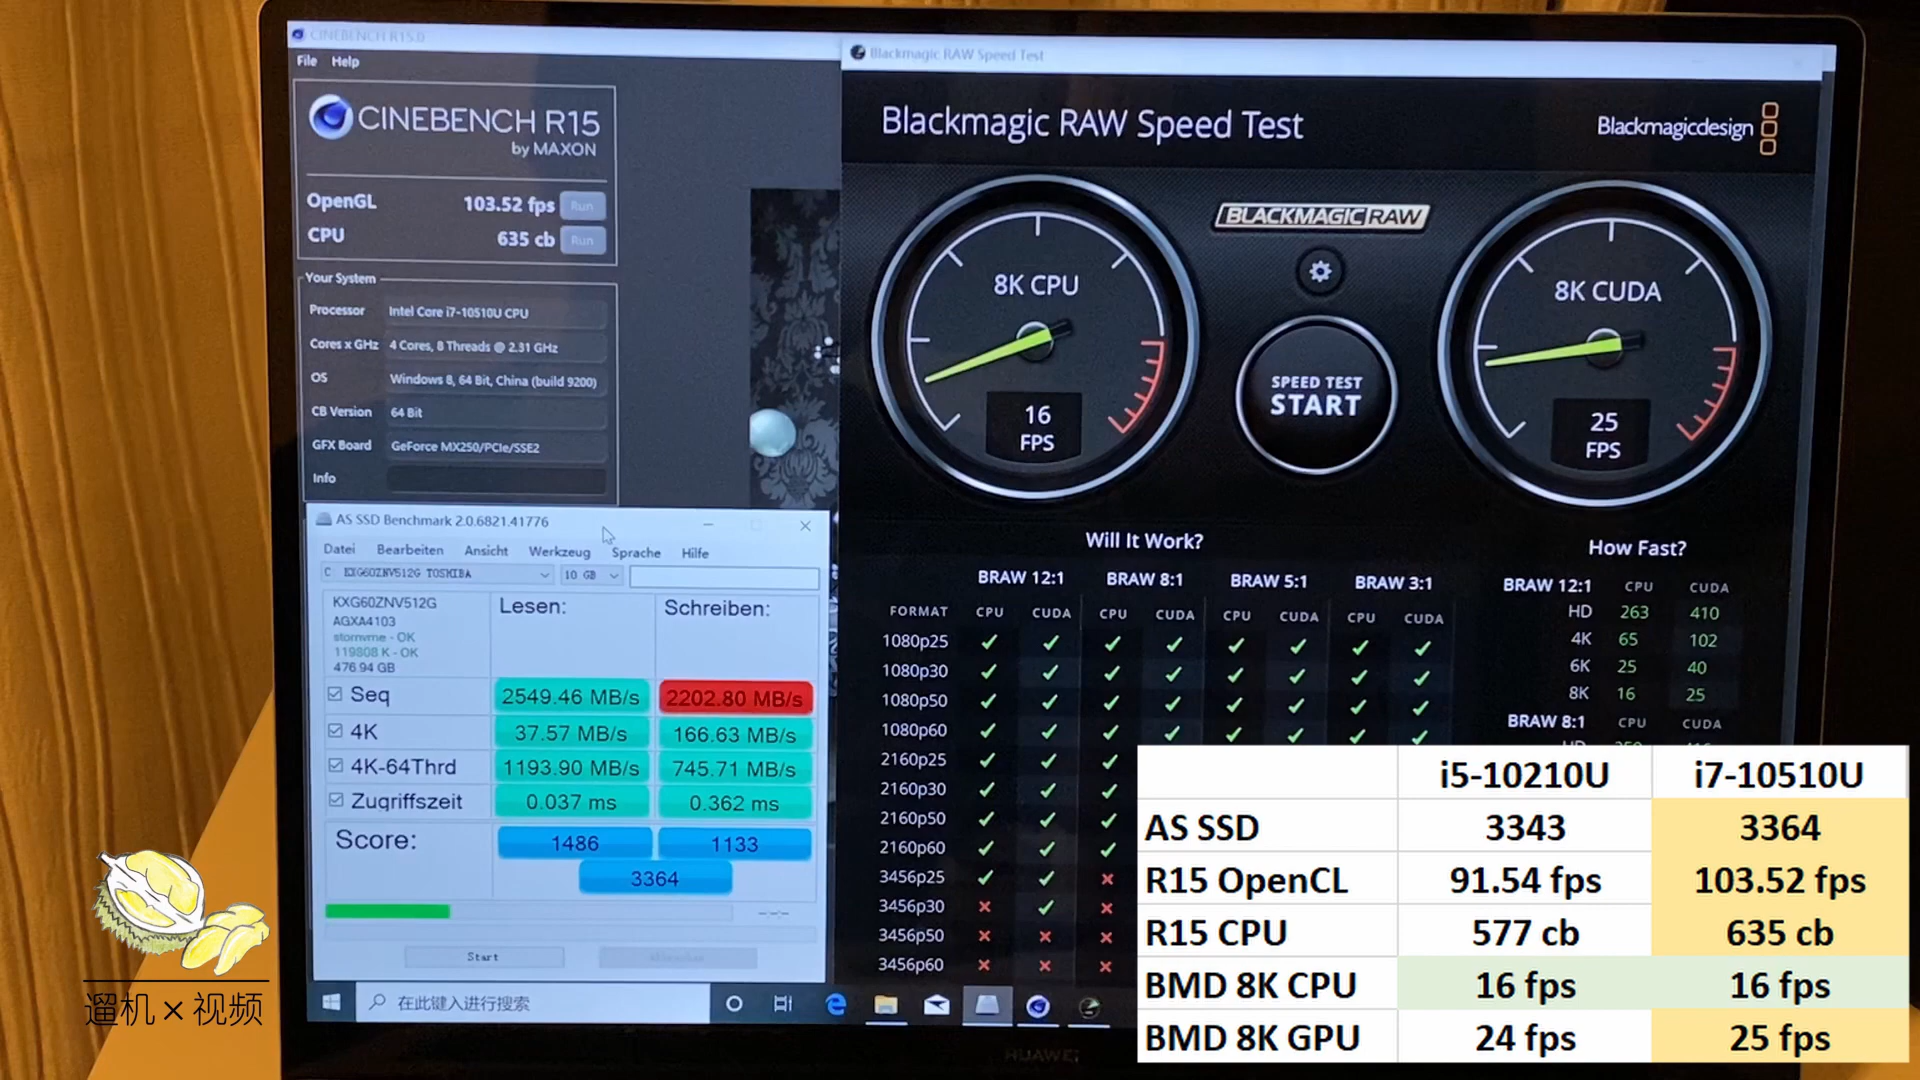 CINEBENCH R15.0
File Help
CINEBENCH R15
by MAXON
OpenGL 103.52 fps Run
CPU 635 cb Run
Your System
Processor Intel Core i7-10510U CPU
Cores x GHz 4 Cores, 8 Threads @ 2.31 GHz
OS Windows 8, 64 Bit, China (build 9200)
CB Version 64 Bit
GFX Board GeForce MX250/PCIe/SSE2
Info
AS SSD Benchmark 2.0.6821.41776
Datei Bearbeiten Ansicht Werkzeug Sprache Hilfe
C KXG60ZNV512G TOSHIBA 10 GB
KXG60ZNV512G
AGXA4103
stornvme - OK
119808 K - OK
476.94 GB
Lesen: Schreiben:
Seq 2549.46 MB/s 2202.80 MB/s
4K 37.57 MB/s 166.63 MB/s
4K-64Thrd 1193.90 MB/s 745.71 MB/s
Zugriffszeit 0.037 ms 0.362 ms
Score: 1486 1133
3364
Start
在此键入进行搜索
Blackmagic RAW Speed Test
Blackmagic RAW Speed Test
Blackmagicdesign
BLACKMAGIC RAW
8K CPU
16
FPS
SPEED TEST
START
8K CUDA
25
FPS
Will It Work?
BRAW 12:1 BRAW 8:1 BRAW 5:1 BRAW 3:1
FORMAT CPU CUDA CPU CUDA CPU CUDA CPU CUDA
1080p25
1080p30
1080p50
1080p60
2160p25
2160p30
2160p50
2160p60
3456p25
3456p30
3456p50
3456p60
How Fast?
BRAW 12:1 CPU CUDA
HD 263 410
4K 65 102
6K 25 40
8K 16 25
BRAW 8:1 CPU CUDA
HUAWEI
i5-10210U i7-10510U
AS SSD 3343 3364
R15 OpenCL 91.54 fps 103.52 fps
R15 CPU 577 cb 635 cb
BMD 8K CPU 16 fps 16 fps
BMD 8K GPU 24 fps 25 fps
遛机×视频